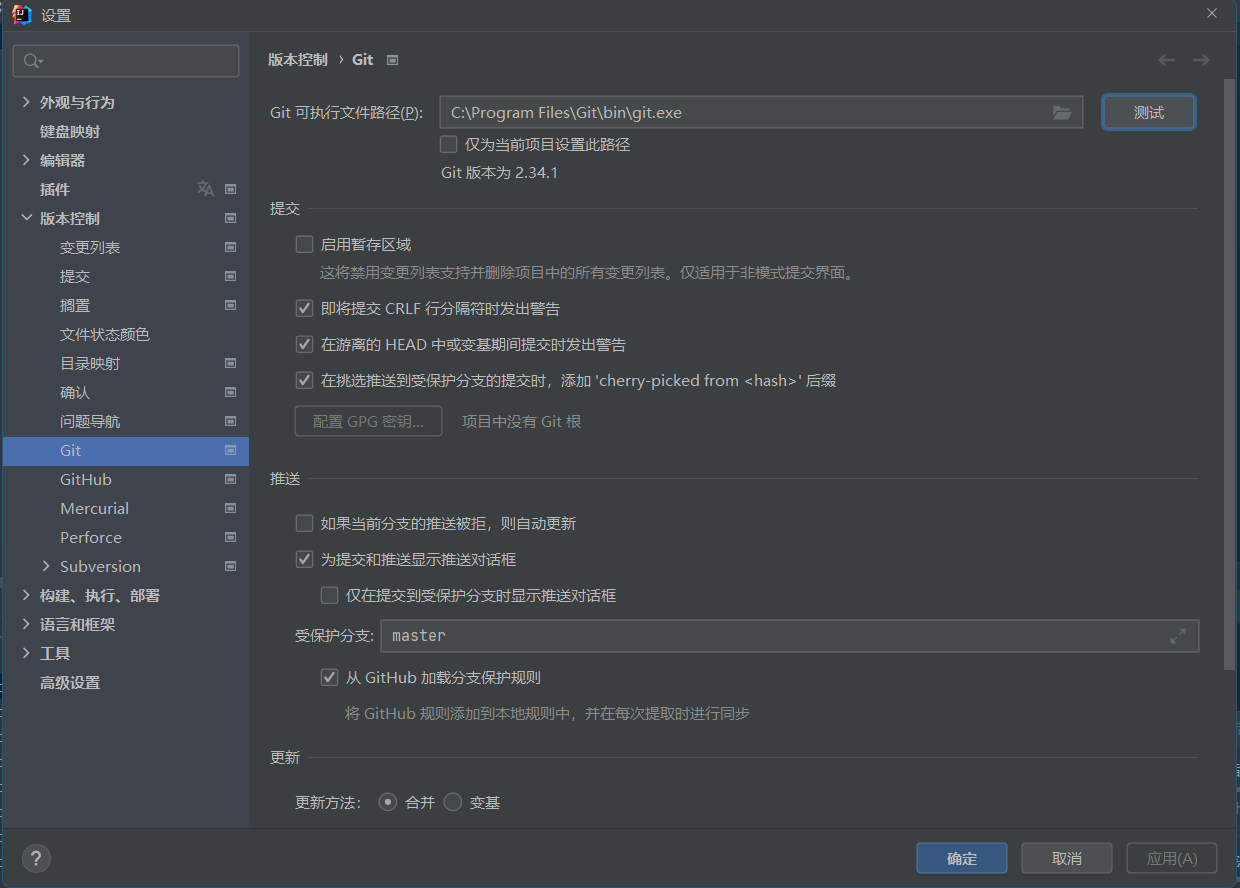 设置
外观与行为
键盘映射
编辑器
插件
版本控制
变更列表
提交
搁置
文件状态颜色
目录映射
确认
问题导航
Git
GitHub
Mercurial
Perforce
Subversion
构建、执行、部署
语言和框架
工具
高级设置
版本控制 › Git
Git 可执行文件路径(P): C:\Program Files\Git\bin\git.exe 测试
仅为当前项目设置此路径
Git 版本为 2.34.1
提交
启用暂存区域
这将禁用变更列表支持并删除项目中的所有变更列表。仅适用于非模式提交界面。
即将提交 CRLF 行分隔符时发出警告
在游离的 HEAD 中或变基期间提交时发出警告
在挑选推送到受保护分支的提交时，添加 'cherry-picked from <hash>' 后缀
配置 GPG 密钥... 项目中没有 Git 根
推送
如果当前分支的推送被拒，则自动更新
为提交和推送显示推送对话框
仅在提交到受保护分支时显示推送对话框
受保护分支: master
从 GitHub 加载分支保护规则
将 GitHub 规则添加到本地规则中，并在每次提取时进行同步
更新
更新方法： 合并 变基
? 确定 取消 应用(A)